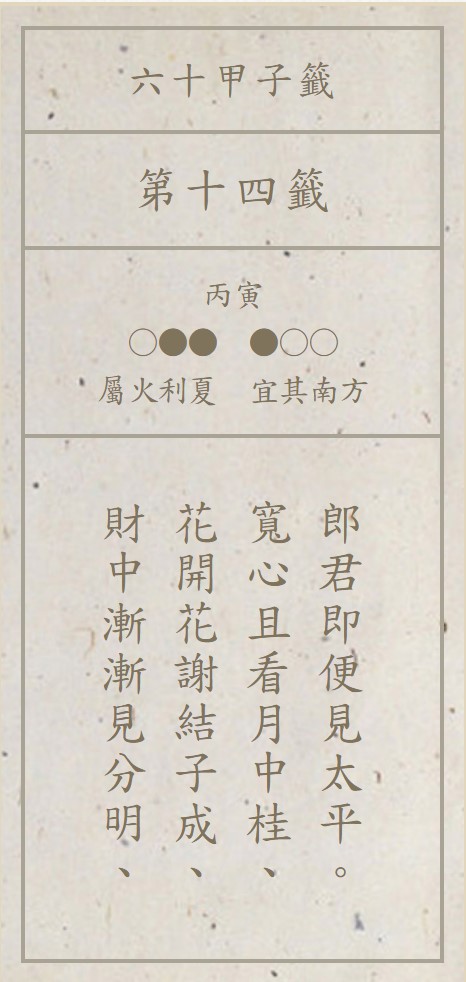 六十甲子籤
第十四籤
丙寅
○●● ●○○
屬火利夏 宜其南方
財中漸漸見分明、
花開花謝結子成、
寬心且看月中桂、
郎君即便見太平。